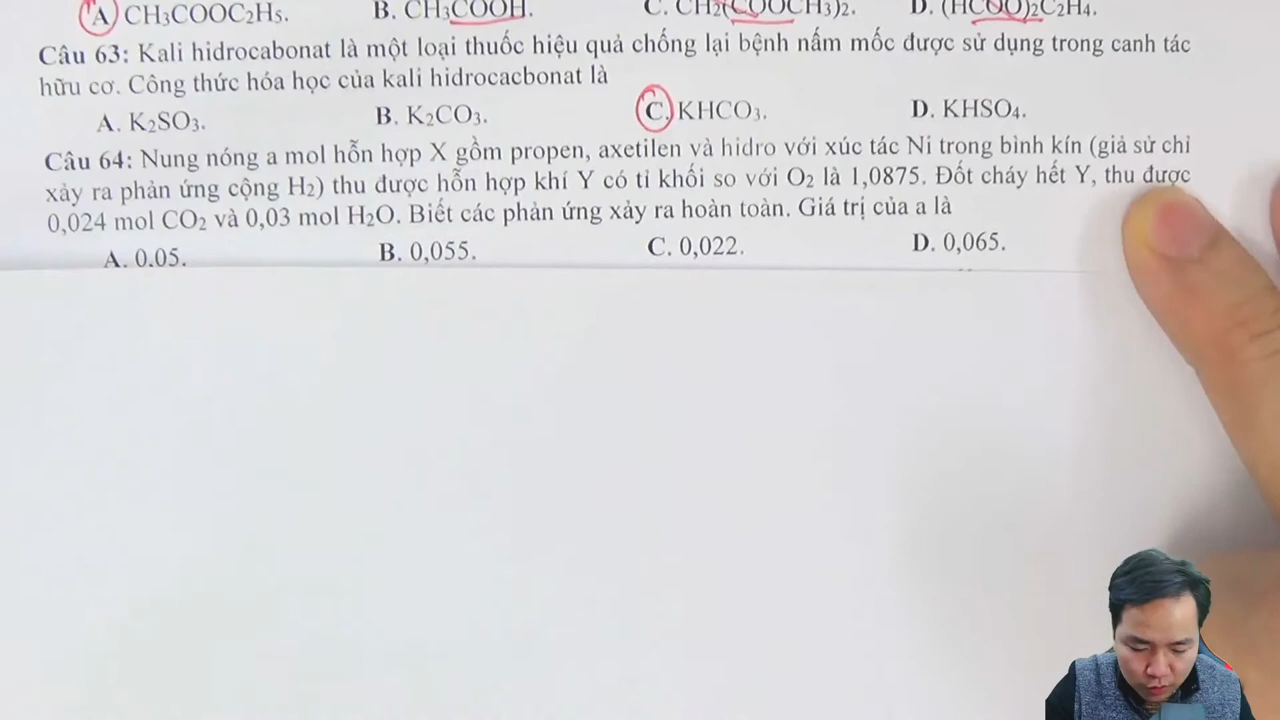 A. CH3COOC2H5. B. CH3COOH. C. CH2(COOCH3)2. D. (HCOO)2C2H4.
Câu 63: Kali hidrocabonat là một loại thuốc hiệu quả chống lại bệnh nấm mốc được sử dụng trong canh tác
hữu cơ. Công thức hóa học của kali hidrocacbonat là
A. K2SO3. B. K2CO3. C. KHCO3. D. KHSO4.
Câu 64: Nung nóng a mol hỗn hợp X gồm propen, axetilen và hidro với xúc tác Ni trong bình kín (giả sử chỉ
xảy ra phản ứng cộng H2) thu được hỗn hợp khí Y có tỉ khối so với O2 là 1,0875. Đốt cháy hết Y, thu được
0,024 mol CO2 và 0,03 mol H2O. Biết các phản ứng xảy ra hoàn toàn. Giá trị của a là
A. 0.05. B. 0,055. C. 0,022. D. 0,065.